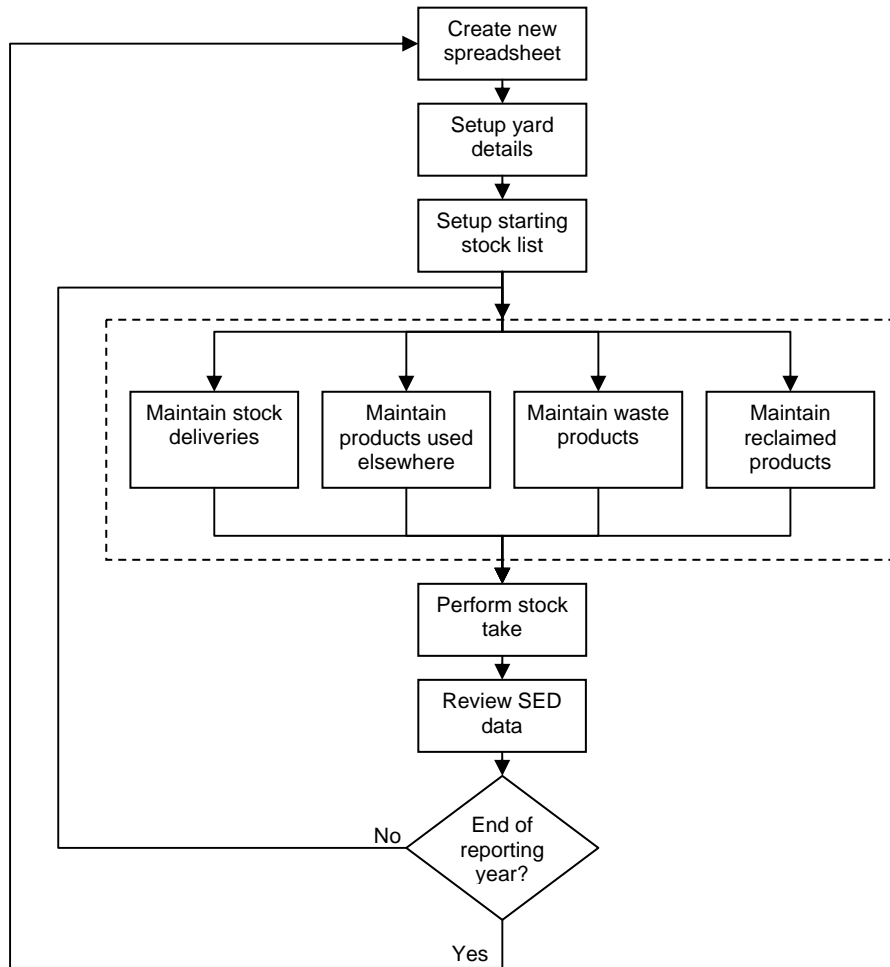 Create new
spreadsheet
Setup yard
details
Setup starting
stock list
Maintain stock
deliveries
Maintain
products used
elsewhere
Maintain waste
products
Maintain
reclaimed
products
Perform stock
take
Review SED
data
End of
reporting
year?
No
Yes